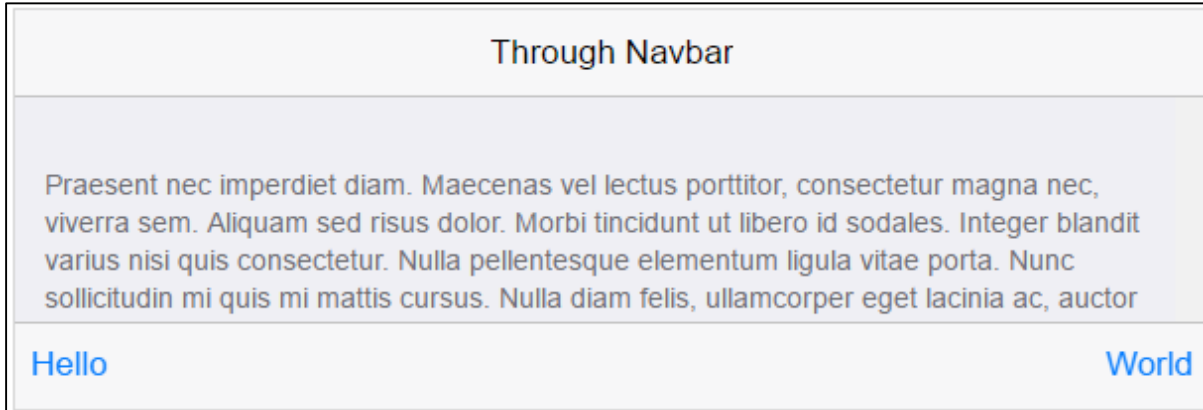 Through Navbar
Praesent nec imperdiet diam. Maecenas vel lectus porttitor, consectetur magna nec,
viverra sem. Aliquam sed risus dolor. Morbi tincidunt ut libero id sodales. Integer blandit
varius nisi quis consectetur. Nulla pellentesque elementum ligula vitae porta. Nunc
sollicitudin mi quis mi mattis cursus. Nulla diam felis, ullamcorper eget lacinia ac, auctor
Hello World